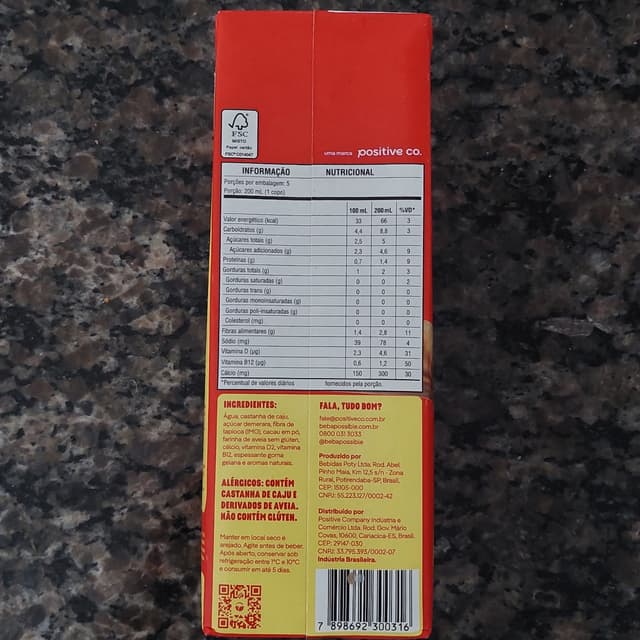 FSC
MISTO
Papel cartão
FSC® C014047
uma marca positive co.
INFORMAÇÃO NUTRICIONAL
Porções por embalagem: 5
Porção: 200 mL (1 copo)
100 mL 200 mL %VD*
Valor energético (kcal) 33 66 3
Carboidratos (g) 4,4 8,8 3
Açúcares totais (g) 2,5 5
Açúcares adicionados (g) 2,3 4,6 9
Proteínas (g) 0,7 1,4 9
Gorduras totais (g) 1 2 3
Gorduras saturadas (g) 0 0 2
Gorduras trans (g) 0 0 0
Gorduras monoinsaturadas (g) 0 0 0
Gorduras poli-insaturadas (g) 0 0 0
Colesterol (mg) 0 0 0
Fibras alimentares (g) 1,4 2,8 11
Sódio (mg) 39 78 4
Vitamina D (µg) 2,3 4,6 31
Vitamina B12 (µg) 0,6 1,2 50
Cálcio (mg) 150 300 30
*Percentual de valores diários fornecidos pela porção.
INGREDIENTES:
Água, castanha de caju,
açúcar demerara, fibra de
tapioca (IMO), cacau em pó,
farinha de aveia sem glúten,
cálcio, vitamina D2, vitamina
B12, espessante goma
gelana e aromas naturais.
ALÉRGICOS: CONTÉM
CASTANHA DE CAJU E
DERIVADOS DE AVEIA.
NÃO CONTÉM GLÚTEN.
Manter em local seco e
arejado. Agite antes de beber.
Após aberto, conservar sob
refrigeração entre 1°C e 10°C
e consumir em até 5 dias.
FALA, TUDO BOM?
fale@positiveco.com.br
bebapossible.com.br
0800 031 3033
@bebapossible
Produzido por
Bebidas Poty Ltda. Rod. Abel
Pinho Maia, Km 12,5 s/n - Zona
Rural, Potirendaba-SP, Brasil.
CEP: 15105-000
CNPJ: 55.223.127/0002-42
Distribuído por
Positive Company Indústria e
Comércio Ltda. Rod. Gov. Mário
Covas, 10600, Cariacica-ES, Brasil.
CEP: 29147-030
CNPJ: 33.795.393/0002-07
Indústria Brasileira.
7 898692 300316